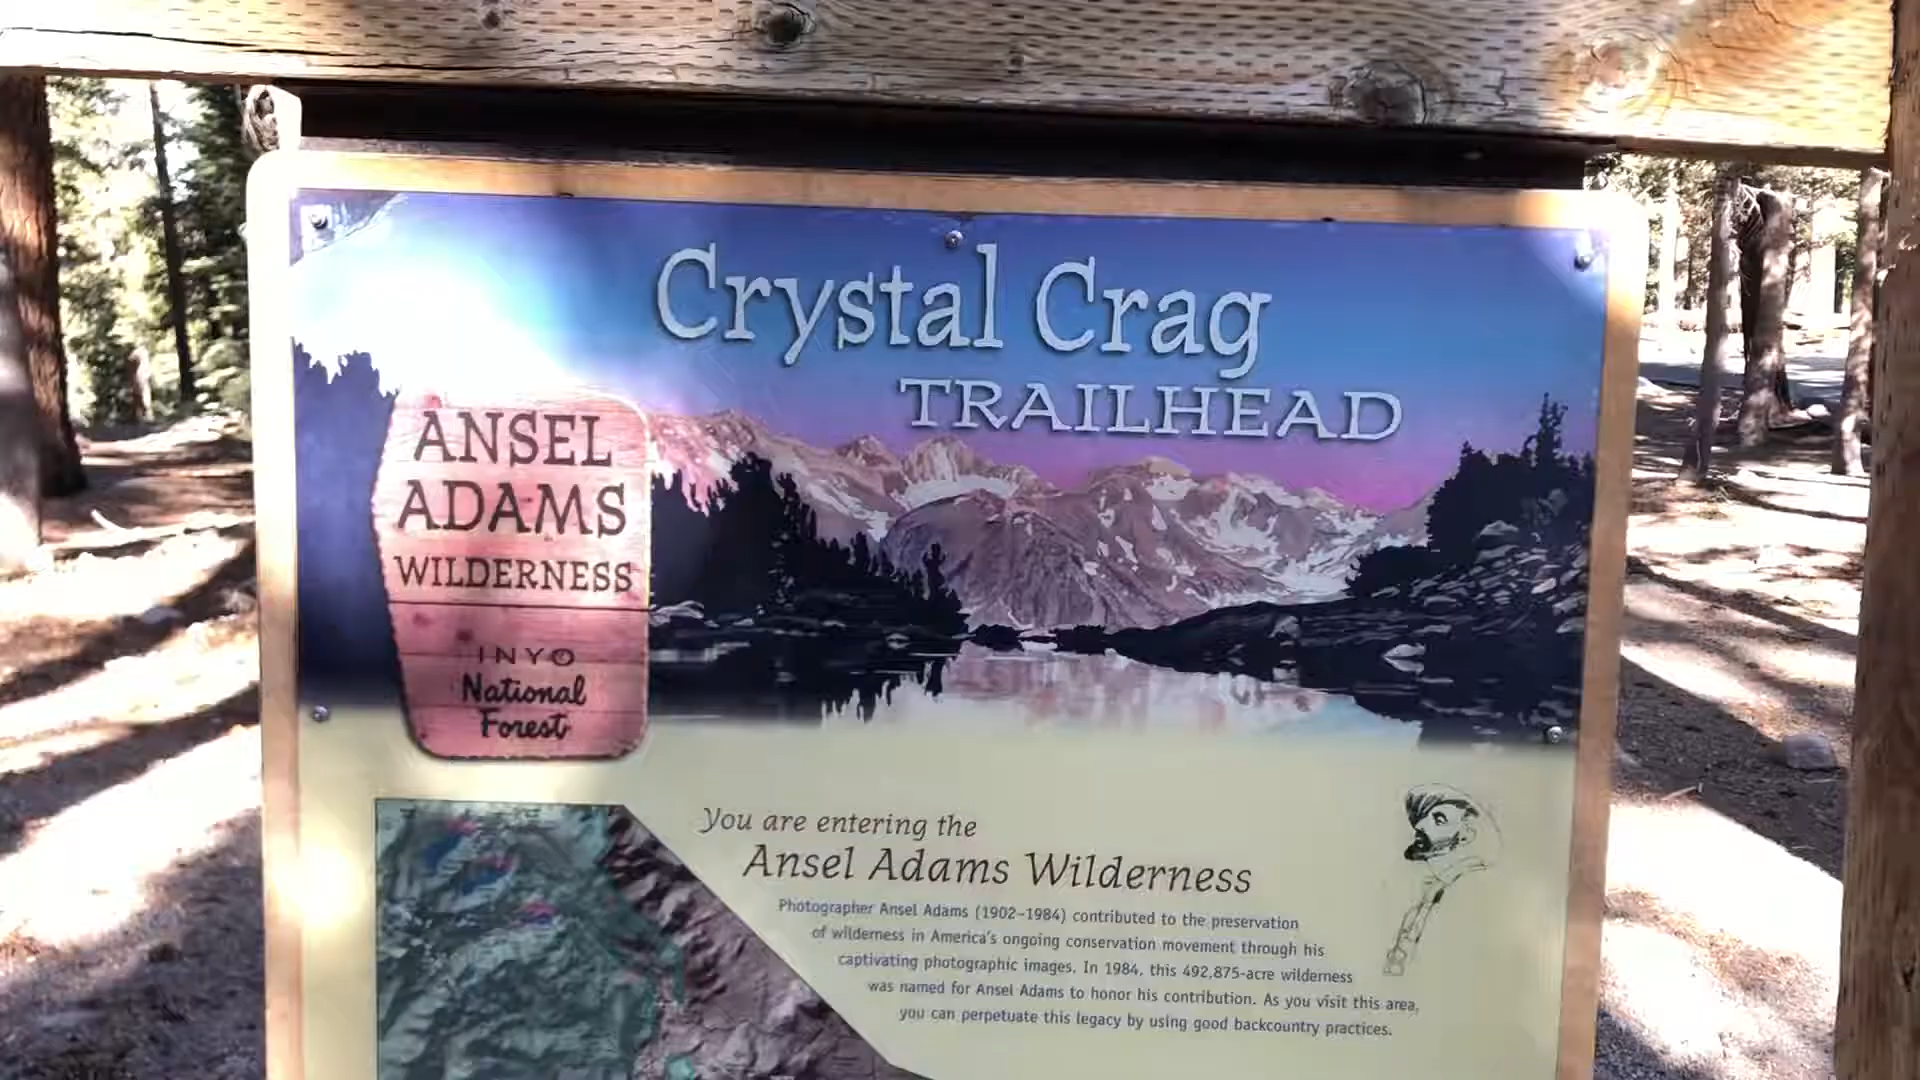 Crystal Crag
TRAILHEAD
ANSEL
ADAMS
WILDERNESS
INYO
National
Forest
You are entering the
Ansel Adams Wilderness
Photographer Ansel Adams (1902–1984) contributed to the preservation
of wilderness in America's ongoing conservation movement through his
captivating photographic images. In 1984, this 492,875-acre wilderness
was named for Ansel Adams to honor his contribution. As you visit this area,
you can perpetuate this legacy by using good backcountry practices.